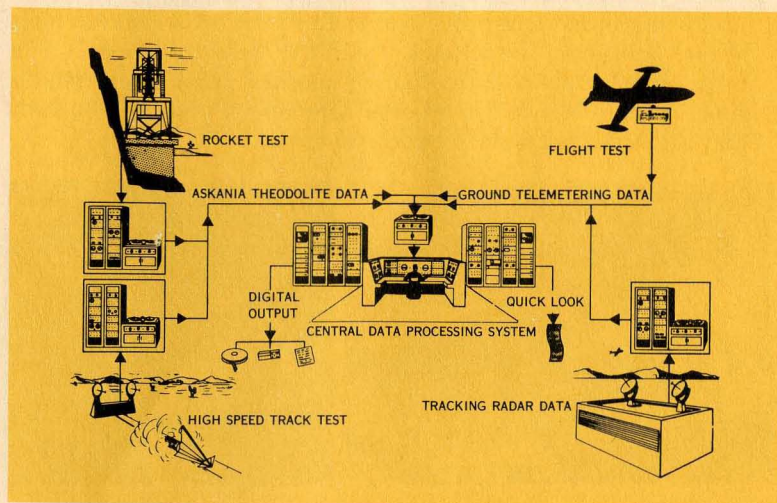 ROCKET TEST
FLIGHT TEST
ASKANIA THEODOLITE DATA
GROUND TELEMETERING DATA
DIGITAL
OUTPUT
QUICK LOOK
CENTRAL DATA PROCESSING SYSTEM
HIGH SPEED TRACK TEST
TRACKING RADAR DATA